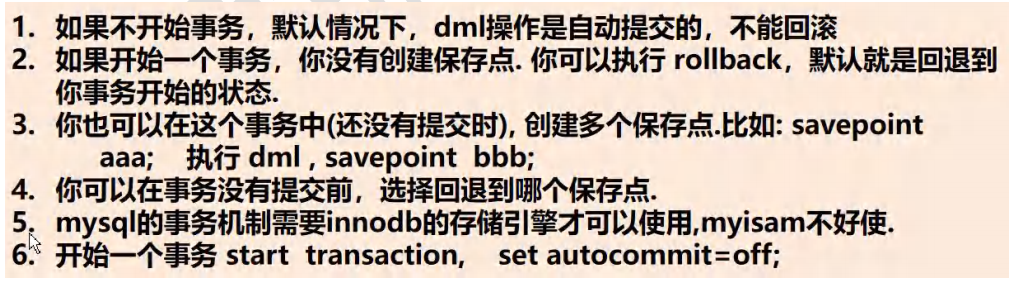 1. 如果不开始事务，默认情况下，dml操作是自动提交的，不能回滚
2. 如果开始一个事务，你没有创建保存点. 你可以执行 rollback，默认就是回退到
你事务开始的状态.
3. 你也可以在这个事务中(还没有提交时), 创建多个保存点.比如: savepoint
aaa; 执行 dml , savepoint bbb;
4. 你可以在事务没有提交前，选择回退到哪个保存点.
5. mysql的事务机制需要innodb的存储引擎才可以使用,myisam不好使.
6. 开始一个事务 start transaction, set autocommit=off;